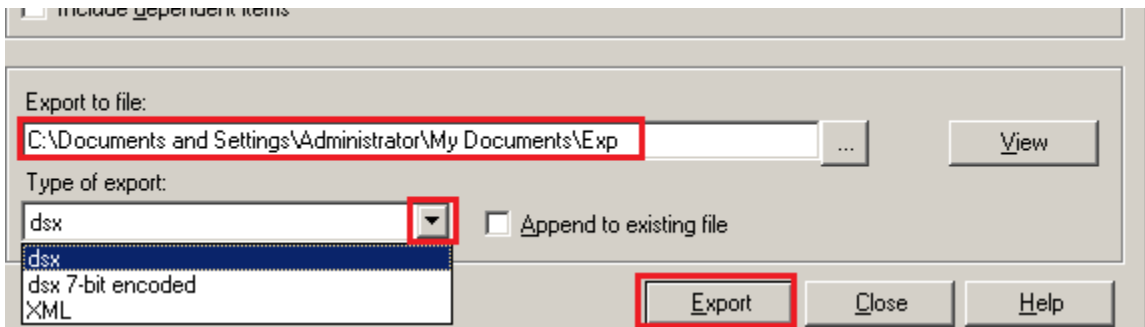 Include dependent items
Export to file:
C:\Documents and Settings\Administrator\My Documents\Exp
... View
Type of export:
dsx Append to existing file
dsx
dsx 7-bit encoded
XML
Export Close Help